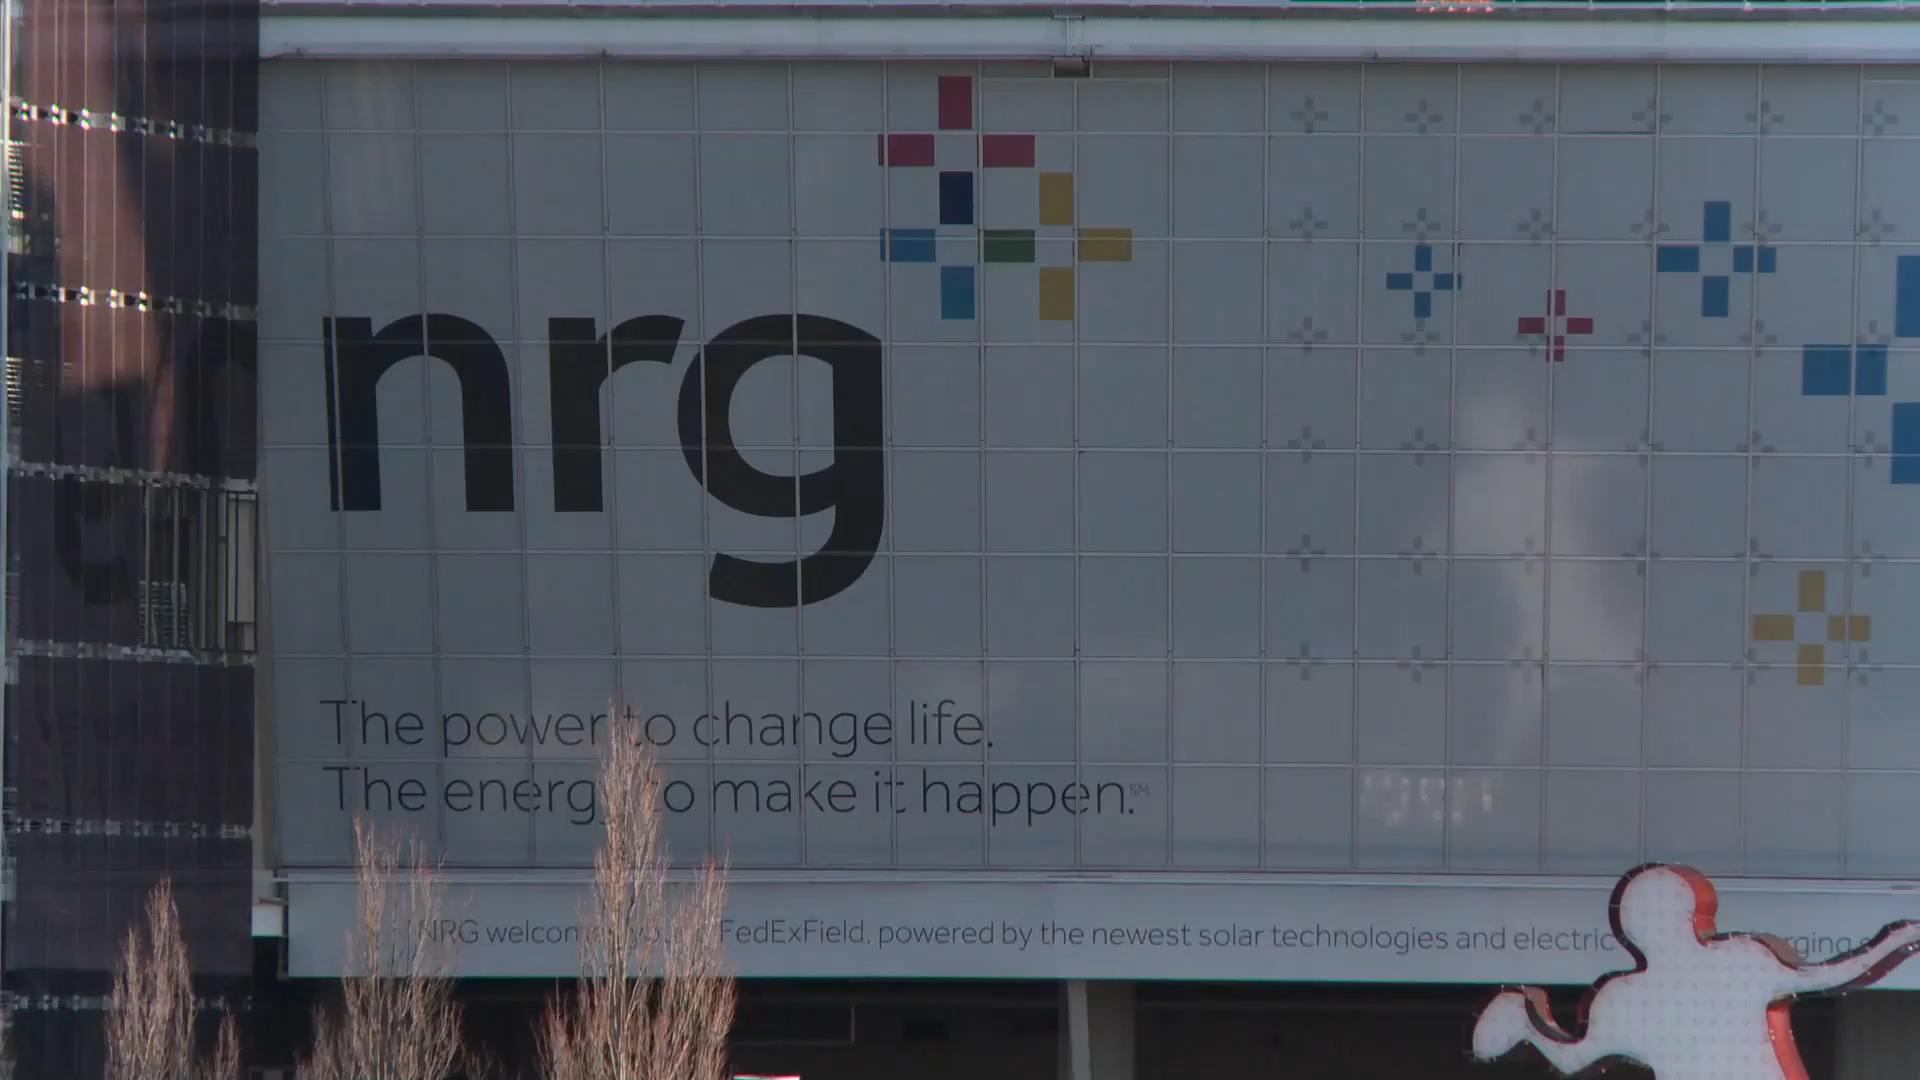 nrg
The power to change life.
The energy to make it happen.℠
NRG welcomes you FedExField, powered by the newest solar technologies and electric